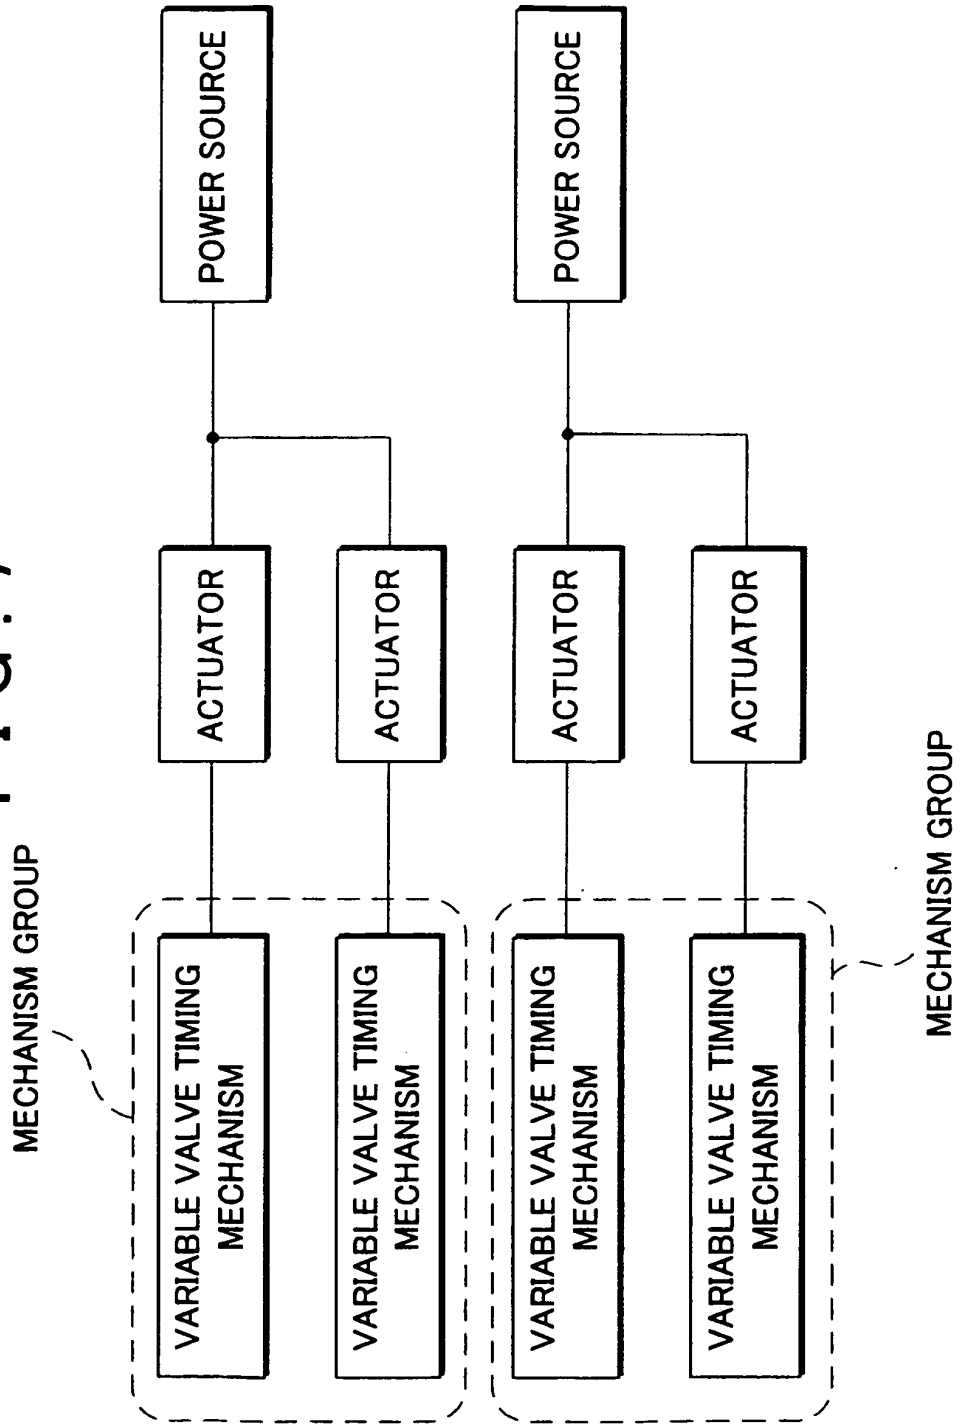 FIG.
MECHANISM GROUP
VARIABLE VALVE TIMING
MECHANISM
ACTUATOR
POWER SOURCE
VARIABLE VALVE TIMING
MECHANISM
ACTUATOR
VARIABLE VALVE TIMING
MECHANISM
ACTUATOR
POWER SOURCE
VARIABLE VALVE TIMING
MECHANISM
ACTUATOR
MECHANISM GROUP